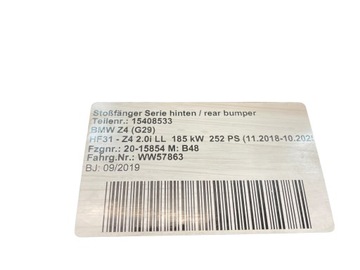 Stoßfänger Serie hinten / rear bumper
Teilenr.: 15408533
BMW Z4 (G29)
HF31 - Z4 2.0i LL 185 kW 252 PS (11.2018-10.202
Fzgnr.: 20-15854 M: B48
Fahrg.Nr.: WW57863
BJ: 09/2019